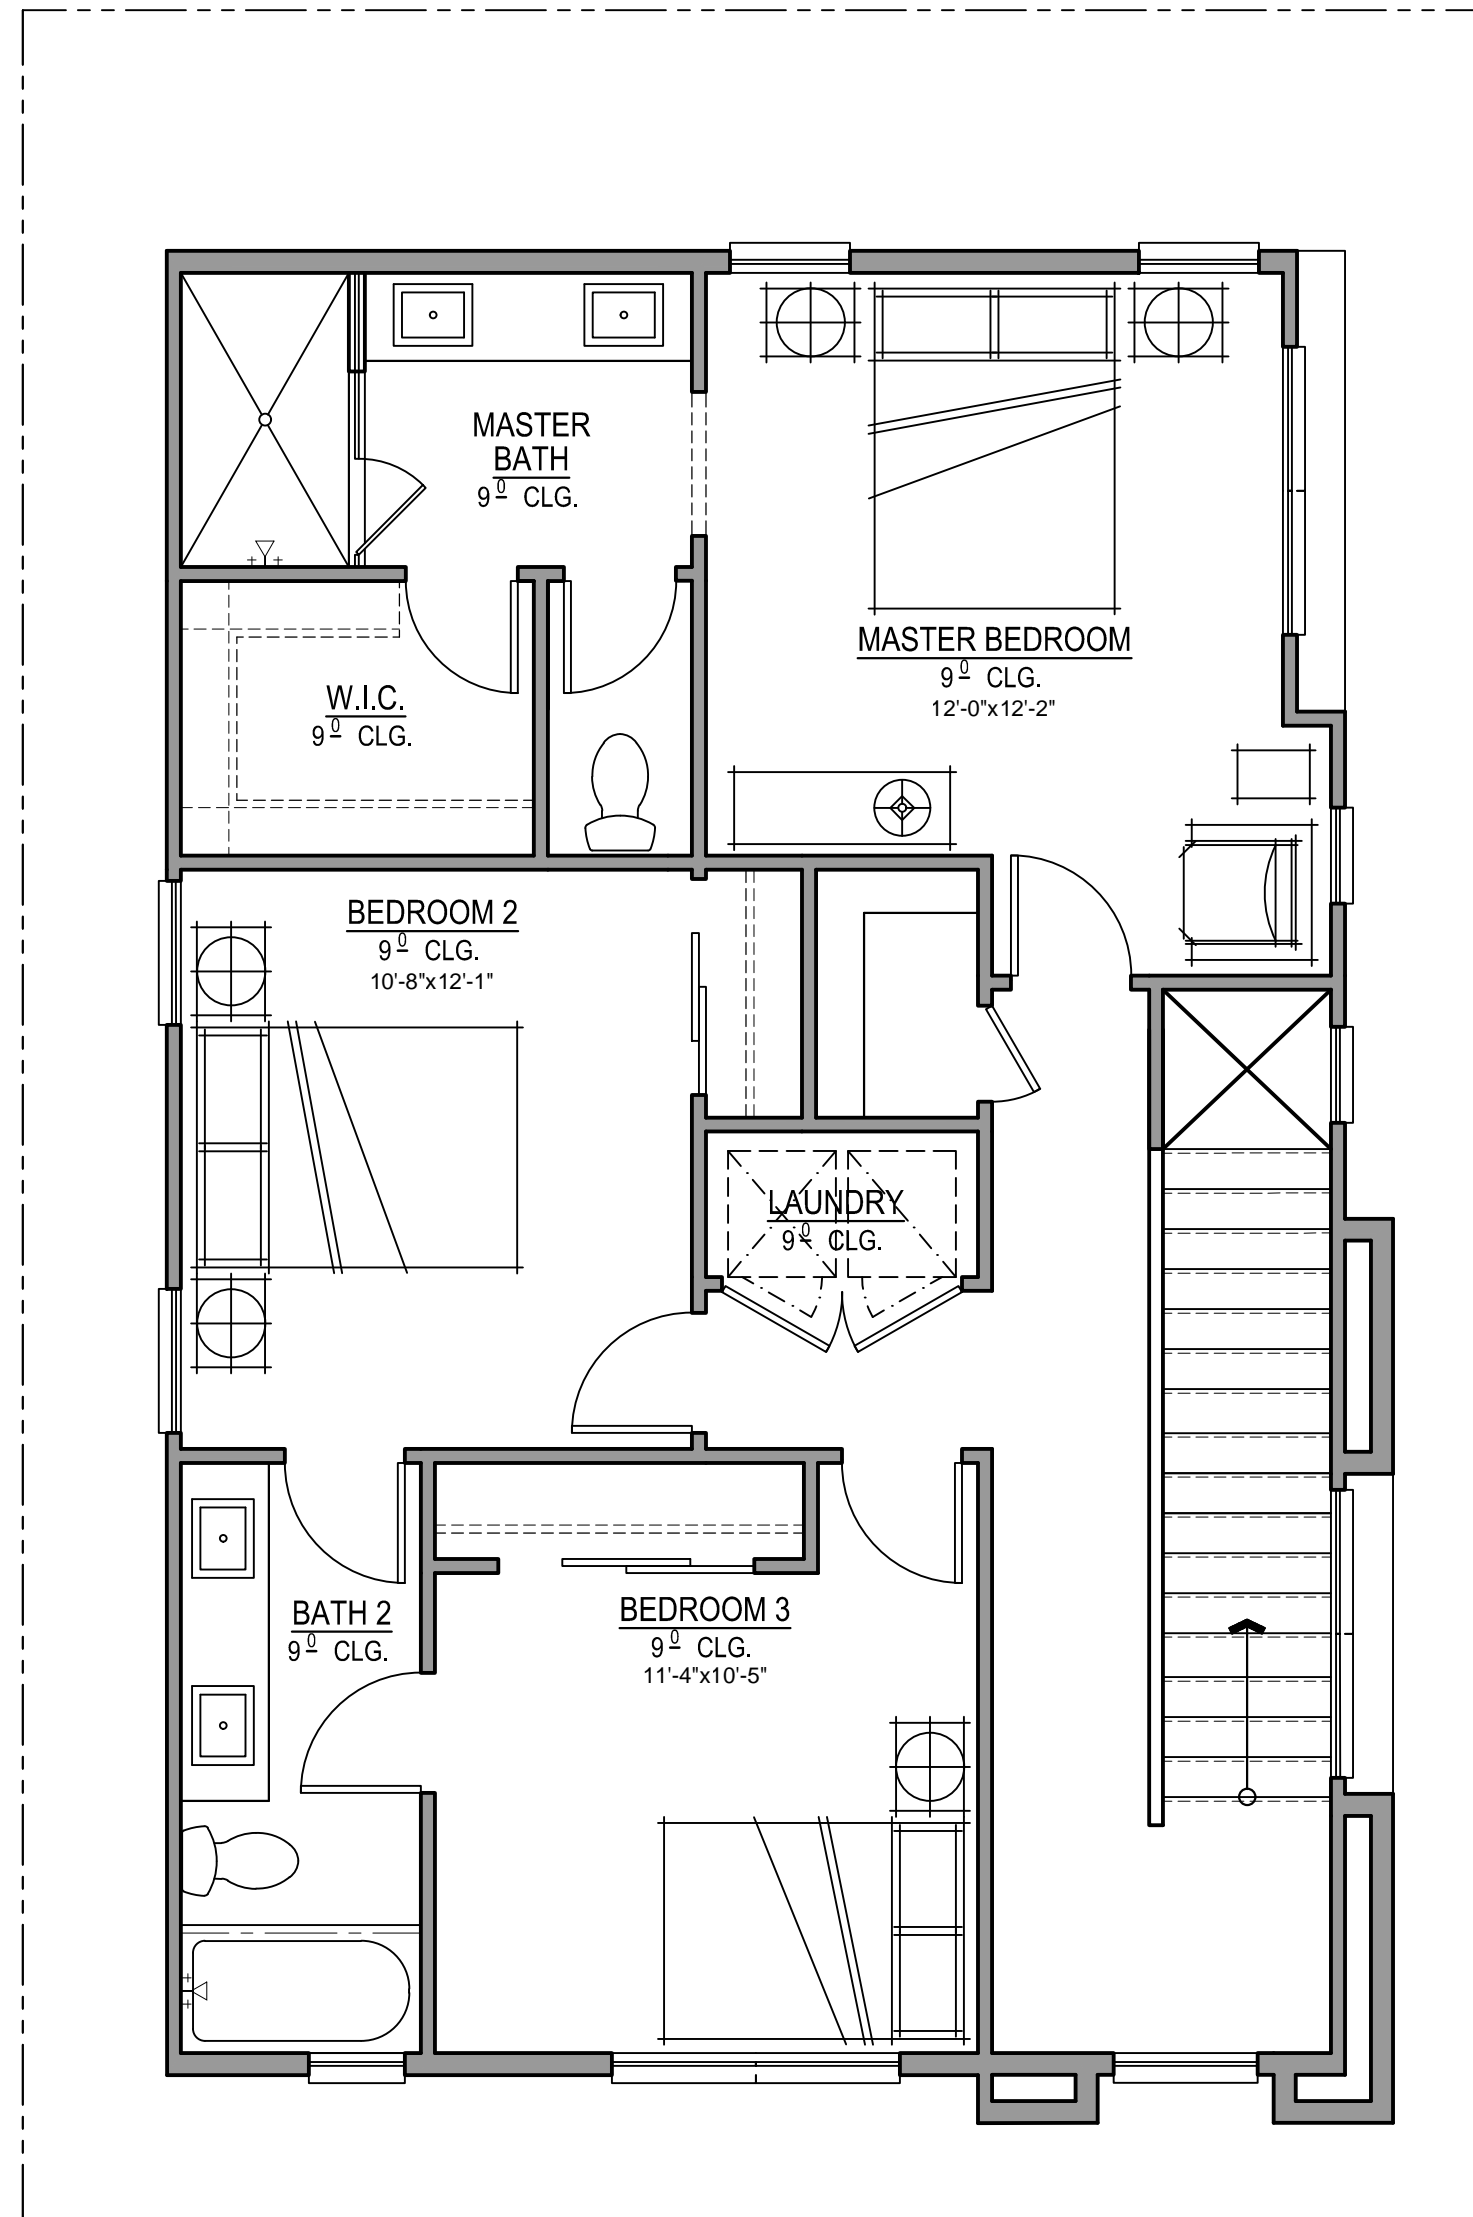 MASTER
BATH
9⁰ CLG.
MASTER BEDROOM
9⁰ CLG.
12'-0"x12'-2"
W.I.C.
9⁰ CLG.
BEDROOM 2
9⁰ CLG.
10'-8"x12'-1"
LAUNDRY
9⁰ CLG.
BATH 2
9⁰ CLG.
BEDROOM 3
9⁰ CLG.
11'-4"x10'-5"